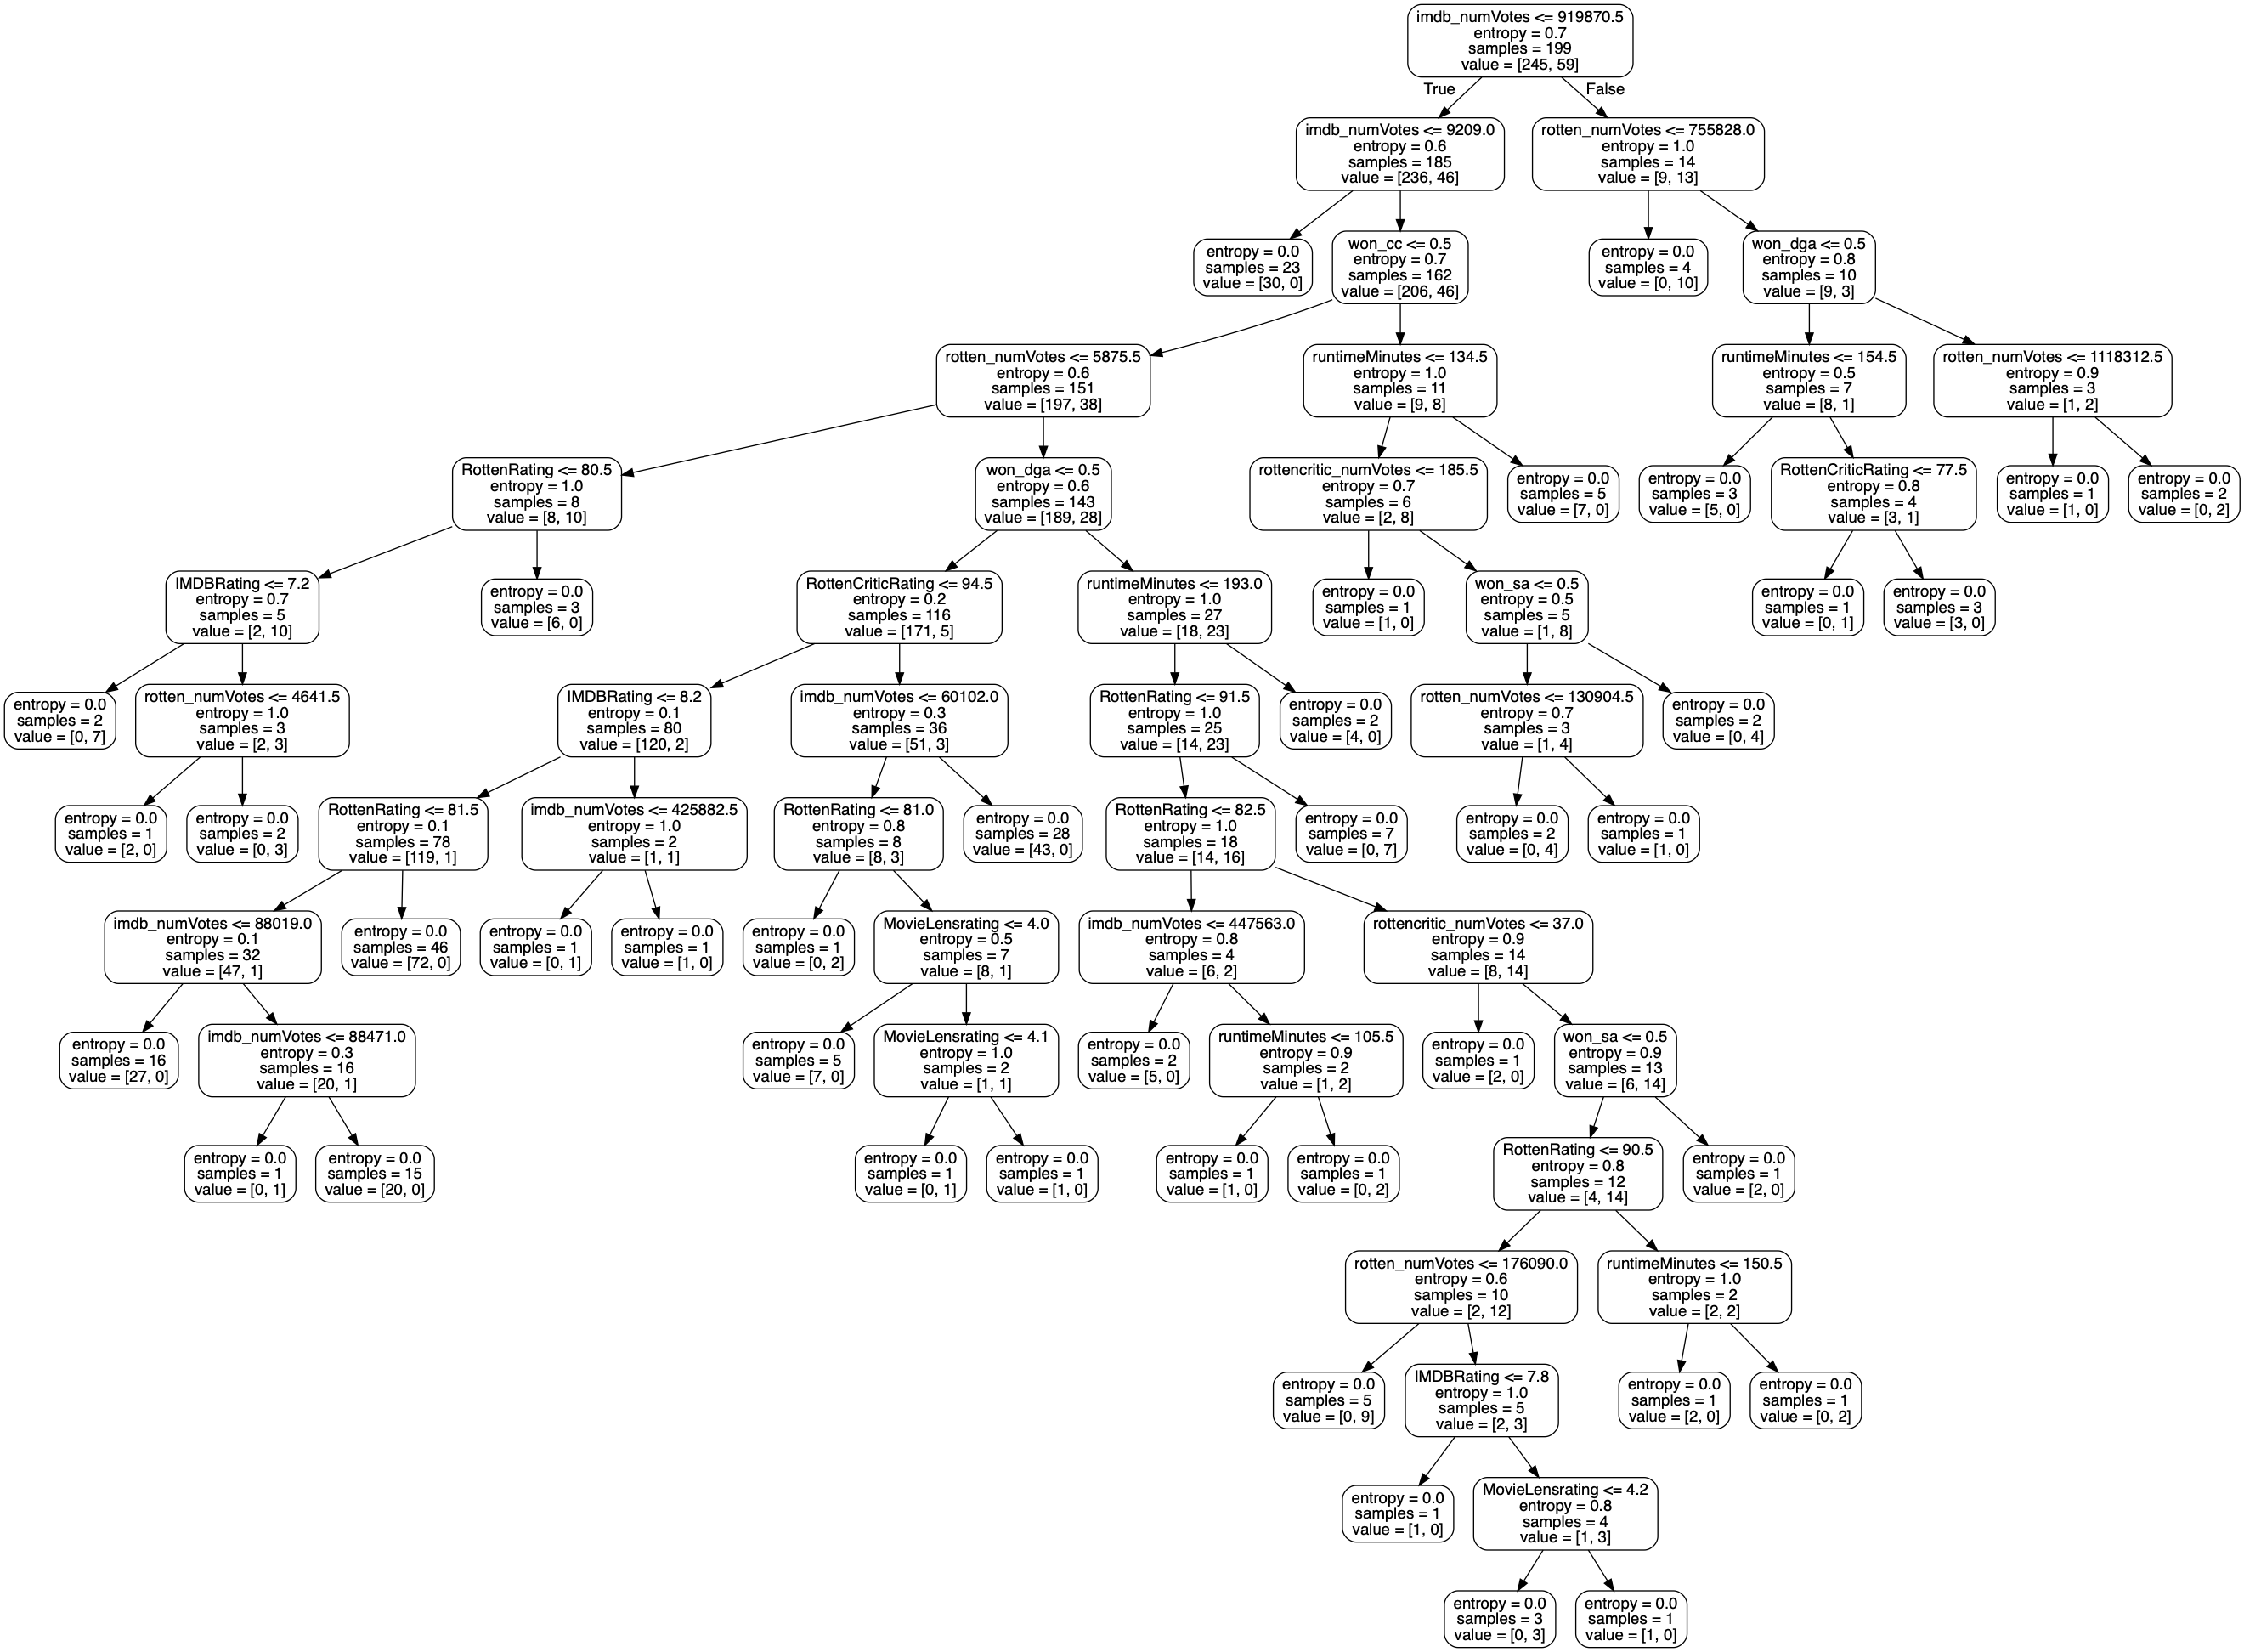 imdb_numVotes <= 919870.5
entropy = 0.7
samples = 199
value = [245, 59]
True
False
imdb_numVotes <= 9209.0
entropy = 0.6
samples = 185
value = [236, 46]
rotten_numVotes <= 755828.0
entropy = 1.0
samples = 14
value = [9, 13]
entropy = 0.0
samples = 23
value = [30, 0]
won_cc <= 0.5
entropy = 0.7
samples = 162
value = [206, 46]
entropy = 0.0
samples = 4
value = [0, 10]
won_dga <= 0.5
entropy = 0.8
samples = 10
value = [9, 3]
rotten_numVotes <= 5875.5
entropy = 0.6
samples = 151
value = [197, 38]
runtimeMinutes <= 134.5
entropy = 1.0
samples = 11
value = [9, 8]
runtimeMinutes <= 154.5
entropy = 0.5
samples = 7
value = [8, 1]
rotten_numVotes <= 1118312.5
entropy = 0.9
samples = 3
value = [1, 2]
RottenRating <= 80.5
entropy = 1.0
samples = 8
value = [8, 10]
won_dga <= 0.5
entropy = 0.6
samples = 143
value = [189, 28]
rottencritic_numVotes <= 185.5
entropy = 0.7
samples = 6
value = [2, 8]
entropy = 0.0
samples = 5
value = [7, 0]
entropy = 0.0
samples = 3
value = [5, 0]
RottenCriticRating <= 77.5
entropy = 0.8
samples = 4
value = [3, 1]
entropy = 0.0
samples = 1
value = [1, 0]
entropy = 0.0
samples = 2
value = [0, 2]
IMDBRating <= 7.2
entropy = 0.7
samples = 5
value = [2, 10]
entropy = 0.0
samples = 3
value = [6, 0]
RottenCriticRating <= 94.5
entropy = 0.2
samples = 116
value = [171, 5]
runtimeMinutes <= 193.0
entropy = 1.0
samples = 27
value = [18, 23]
entropy = 0.0
samples = 1
value = [1, 0]
won_sa <= 0.5
entropy = 0.5
samples = 5
value = [1, 8]
entropy = 0.0
samples = 1
value = [0, 1]
entropy = 0.0
samples = 3
value = [3, 0]
entropy = 0.0
samples = 2
value = [0, 7]
rotten_numVotes <= 4641.5
entropy = 1.0
samples = 3
value = [2, 3]
IMDBRating <= 8.2
entropy = 0.1
samples = 80
value = [120, 2]
imdb_numVotes <= 60102.0
entropy = 0.3
samples = 36
value = [51, 3]
RottenRating <= 91.5
entropy = 1.0
samples = 25
value = [14, 23]
entropy = 0.0
samples = 2
value = [4, 0]
rotten_numVotes <= 130904.5
entropy = 0.7
samples = 3
value = [1, 4]
entropy = 0.0
samples = 2
value = [0, 4]
entropy = 0.0
samples = 1
value = [2, 0]
entropy = 0.0
samples = 2
value = [0, 3]
RottenRating <= 81.5
entropy = 0.1
samples = 78
value = [119, 1]
imdb_numVotes <= 425882.5
entropy = 1.0
samples = 2
value = [1, 1]
RottenRating <= 81.0
entropy = 0.8
samples = 8
value = [8, 3]
entropy = 0.0
samples = 28
value = [43, 0]
RottenRating <= 82.5
entropy = 1.0
samples = 18
value = [14, 16]
entropy = 0.0
samples = 7
value = [0, 7]
entropy = 0.0
samples = 2
value = [0, 4]
entropy = 0.0
samples = 1
value = [1, 0]
imdb_numVotes <= 88019.0
entropy = 0.1
samples = 32
value = [47, 1]
entropy = 0.0
samples = 46
value = [72, 0]
entropy = 0.0
samples = 1
value = [0, 1]
entropy = 0.0
samples = 1
value = [1, 0]
entropy = 0.0
samples = 1
value = [0, 2]
MovieLensrating <= 4.0
entropy = 0.5
samples = 7
value = [8, 1]
imdb_numVotes <= 447563.0
entropy = 0.8
samples = 4
value = [6, 2]
rottencritic_numVotes <= 37.0
entropy = 0.9
samples = 14
value = [8, 14]
entropy = 0.0
samples = 16
value = [27, 0]
imdb_numVotes <= 88471.0
entropy = 0.3
samples = 16
value = [20, 1]
entropy = 0.0
samples = 5
value = [7, 0]
MovieLensrating <= 4.1
entropy = 1.0
samples = 2
value = [1, 1]
entropy = 0.0
samples = 2
value = [5, 0]
runtimeMinutes <= 105.5
entropy = 0.9
samples = 2
value = [1, 2]
entropy = 0.0
samples = 1
value = [2, 0]
won_sa <= 0.5
entropy = 0.9
samples = 13
value = [6, 14]
entropy = 0.0
samples = 1
value = [0, 1]
entropy = 0.0
samples = 15
value = [20, 0]
entropy = 0.0
samples = 1
value = [0, 1]
entropy = 0.0
samples = 1
value = [1, 0]
entropy = 0.0
samples = 1
value = [1, 0]
entropy = 0.0
samples = 1
value = [0, 2]
RottenRating <= 90.5
entropy = 0.8
samples = 12
value = [4, 14]
entropy = 0.0
samples = 1
value = [2, 0]
rotten_numVotes <= 176090.0
entropy = 0.6
samples = 10
value = [2, 12]
runtimeMinutes <= 150.5
entropy = 1.0
samples = 2
value = [2, 2]
entropy = 0.0
samples = 5
value = [0, 9]
IMDBRating <= 7.8
entropy = 1.0
samples = 5
value = [2, 3]
entropy = 0.0
samples = 1
value = [2, 0]
entropy = 0.0
samples = 1
value = [0, 2]
entropy = 0.0
samples = 1
value = [1, 0]
MovieLensrating <= 4.2
entropy = 0.8
samples = 4
value = [1, 3]
entropy = 0.0
samples = 3
value = [0, 3]
entropy = 0.0
samples = 1
value = [1, 0]